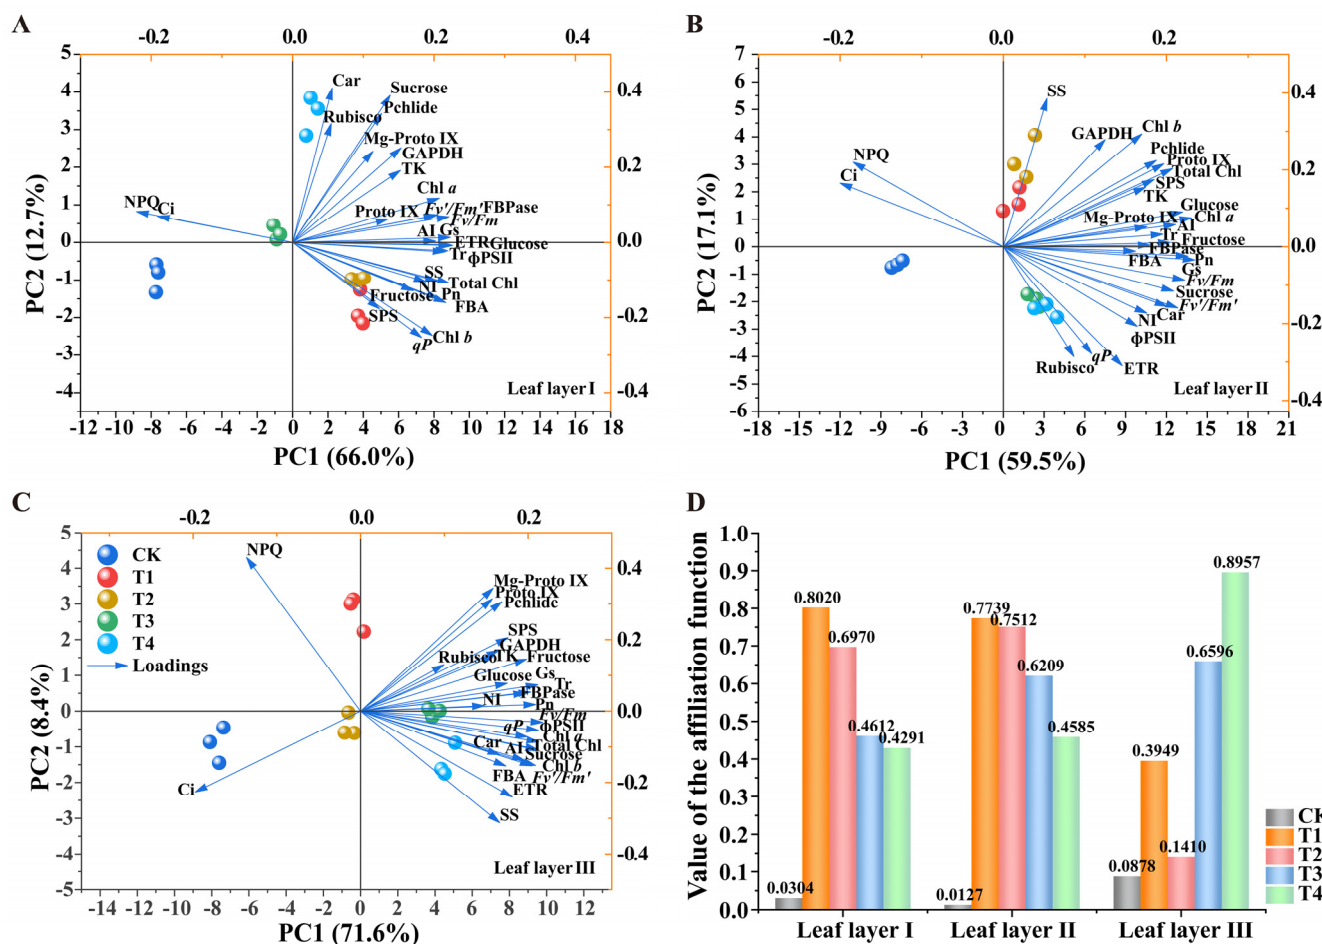 A
-0.2 0.0 0.2 0.4
5
4
3
2
1
0
-1
-2
-3
-4
0.4
0.2
0.0
-0.2
-0.4
PC2 (12.7%)
Car
Sucrose
Pchlide
Rubisco
Mg-Proto IX
GAPDH
TK
Chl a
NPQ
Ci
Proto IX
Fv'/Fm'
FBPase
Fv/Fm
AI
Gs
ETR
Glucose
Tr
ϕPSII
SS
NI
Total Chl
Fructose
Pn
FBA
SPS
qP
Chl b
Leaf layer I
-12 -10 -8 -6 -4 -2 0 2 4 6 8 10 12 14 16 18
PC1 (66.0%)
B
-0.2 0.0 0.2
7
6
5
4
3
2
1
0
-1
-2
-3
-4
-5
-6
0.4
0.2
0.0
-0.2
-0.4
PC2 (17.1%)
SS
GAPDH
Chl b
NPQ
Ci
Pchlide
Proto IX
Total Chl
SPS
TK
Glucose
Mg-Proto IX
Chl a
AI
Tr
Fructose
FBPase
FBA
Pn
Gs
Fv/Fm
Sucrose
Fv'/Fm'
Car
NI
ϕPSII
qP
Rubisco
ETR
Leaf layer II
-18 -15 -12 -9 -6 -3 0 3 6 9 12 15 18 21
PC1 (59.5%)
C
-0.2 0.0 0.2
5
4
3
2
1
0
-1
-2
-3
-4
-5
0.4
0.2
0.0
-0.2
-0.4
PC2 (8.4%)
CK
T1
T2
T3
T4
Loadings
NPQ
Mg-Proto IX
Proto IX
Pchlide
SPS
GAPDH
Rubisco
TK
Fructose
Glucose
Gs
Tr
FBPase
NI
Pn
Fv/Fm
qP
ϕPSII
Chl a
Car
AI
Total Chl
Sucrose
Chl b
FBA
Fv'/Fm'
Ci
ETR
SS
Leaf layer III
-14 -12 -10 -8 -6 -4 -2 0 2 4 6 8 10 12
PC1 (71.6%)
D
Value of the affiliation function
1.0
0.9
0.8
0.7
0.6
0.5
0.4
0.3
0.2
0.1
0.0
0.0304
0.8020
0.6970
0.4612
0.4291
0.0127
0.7739
0.7512
0.6209
0.4585
0.0878
0.3949
0.1410
0.6596
0.8957
CK
T1
T2
T3
T4
Leaf layer I Leaf layer II Leaf layer III